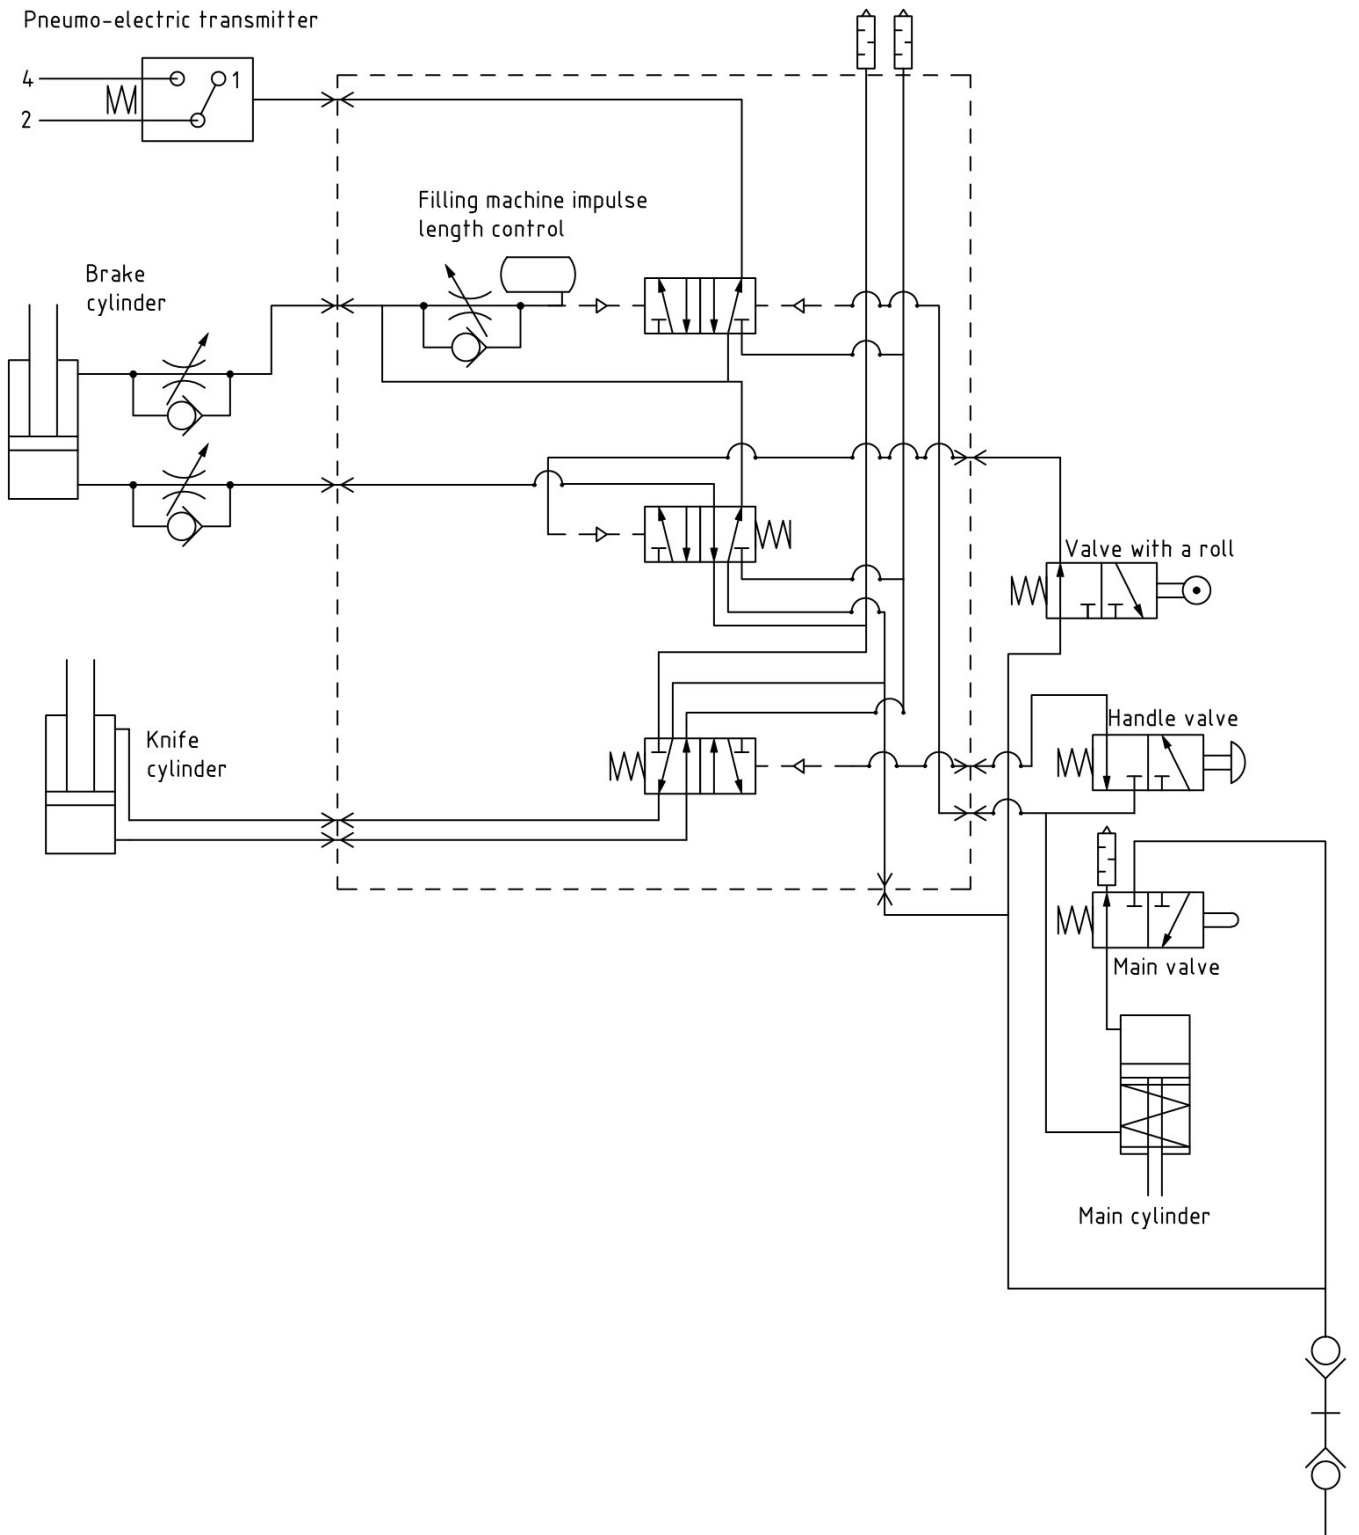 Pneumo-electric transmitter
4
1
2
Filling machine impulse
length control
Brake
cylinder
Valve with a roll
Handle valve
Knife
cylinder
Main valve
Main cylinder